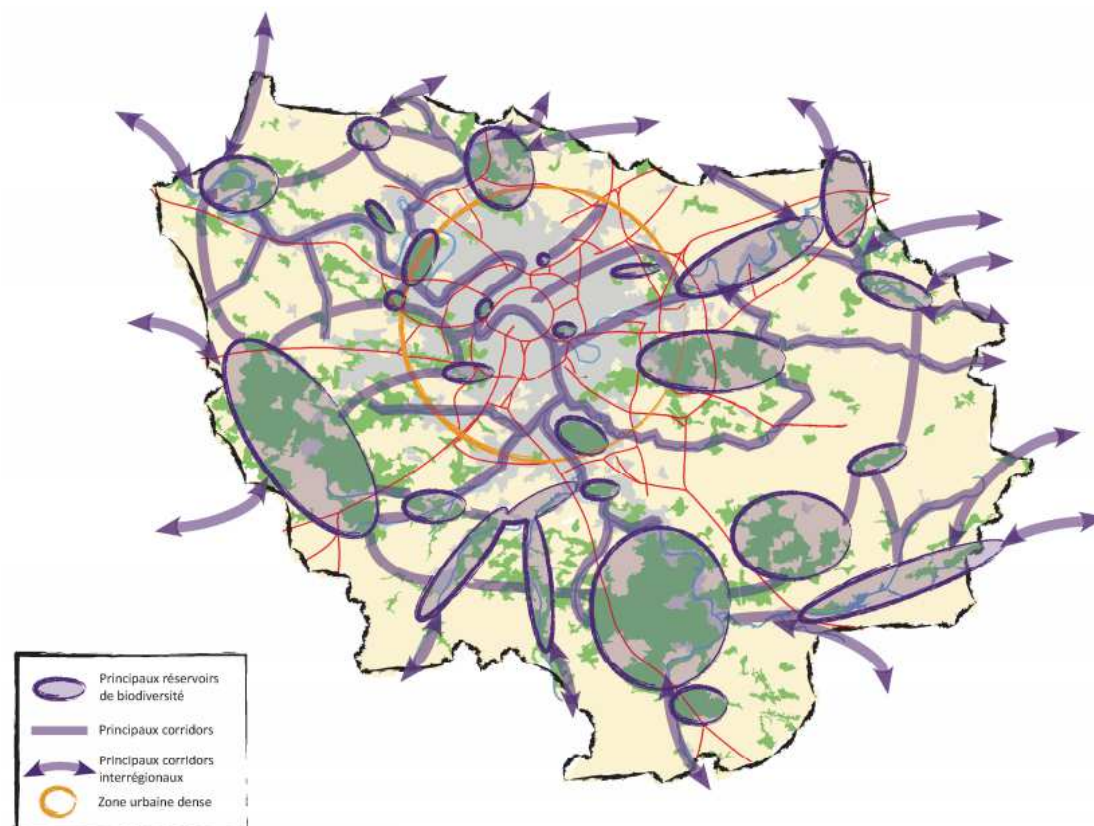 Principaux réservoirs
de biodiversité
Principaux corridors
Principaux corridors
interrégionaux
Zone urbaine dense